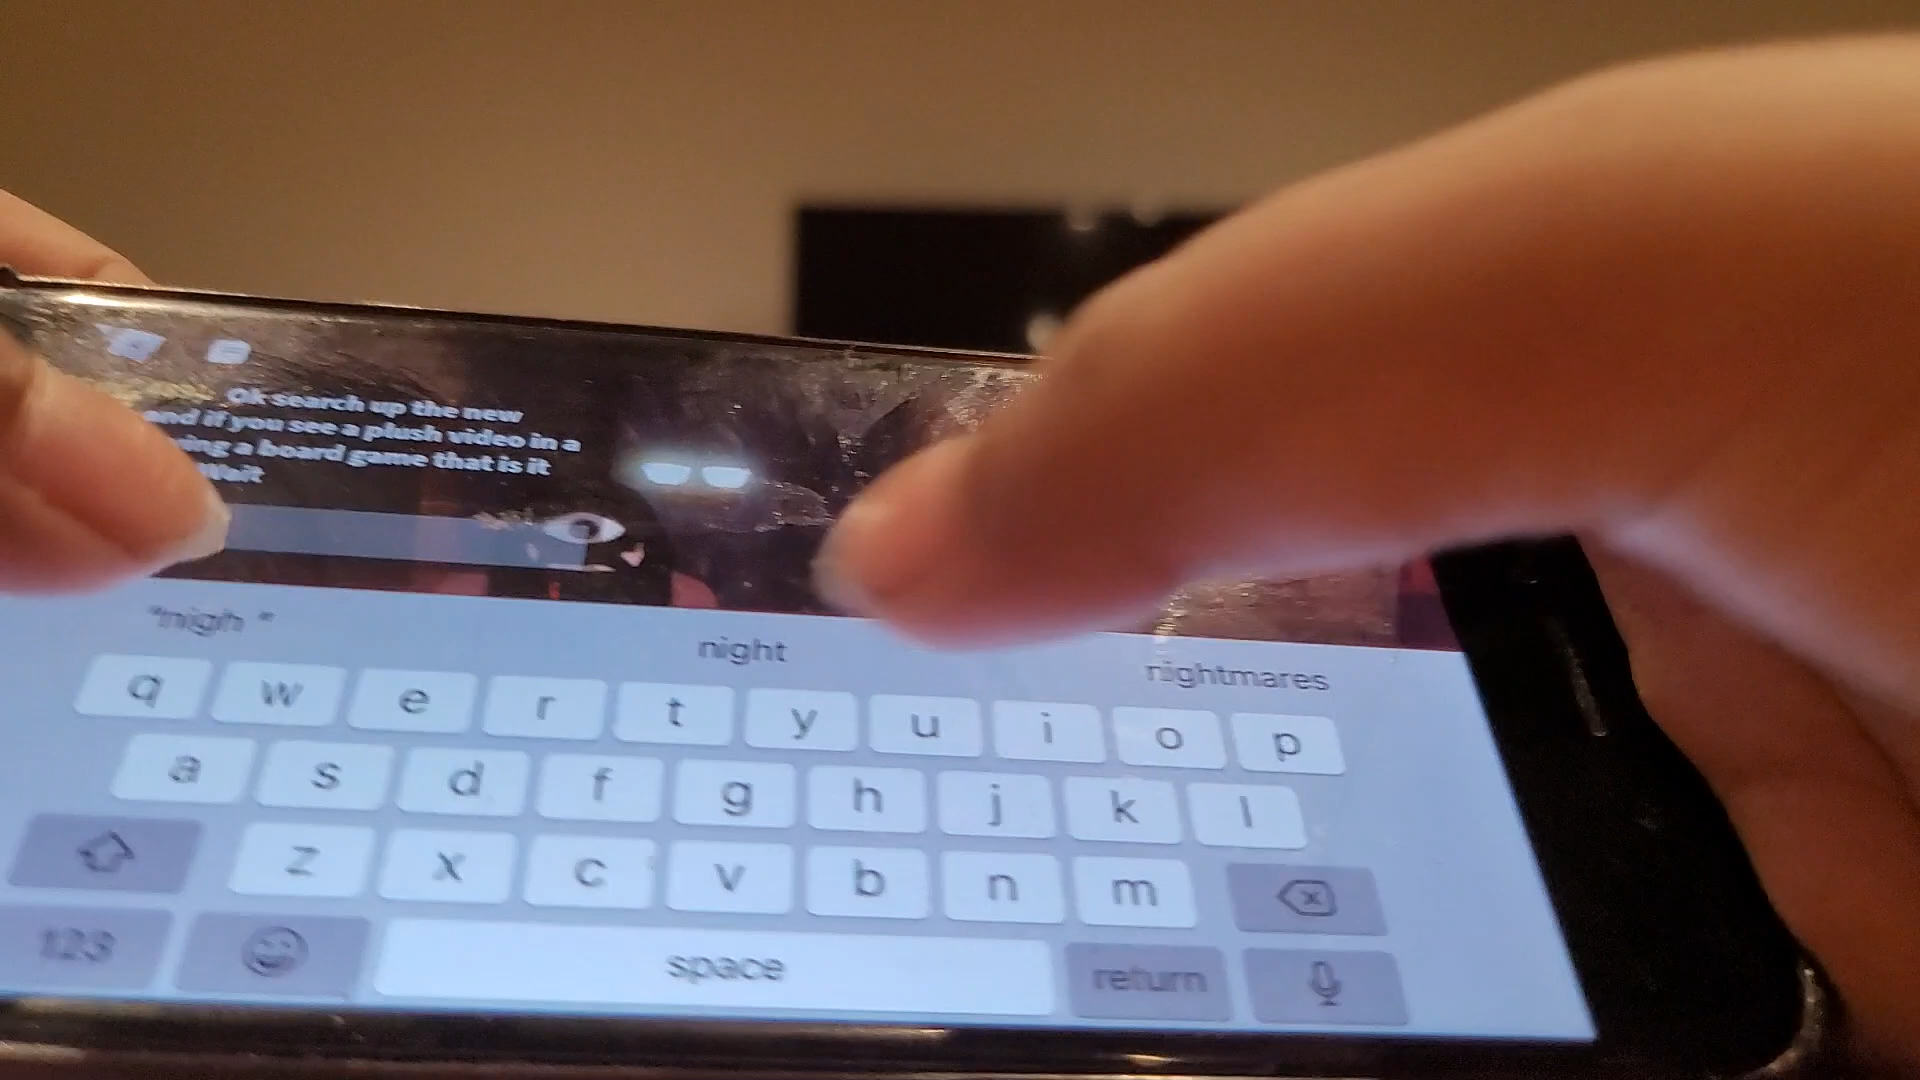 Ok search up the new
and if you see a plush video in a
a board game that is it
Wait
"nigh" night nightmares
q w e r t y u i o p
a s d f g h j k l
z x c v b n m
123 space return